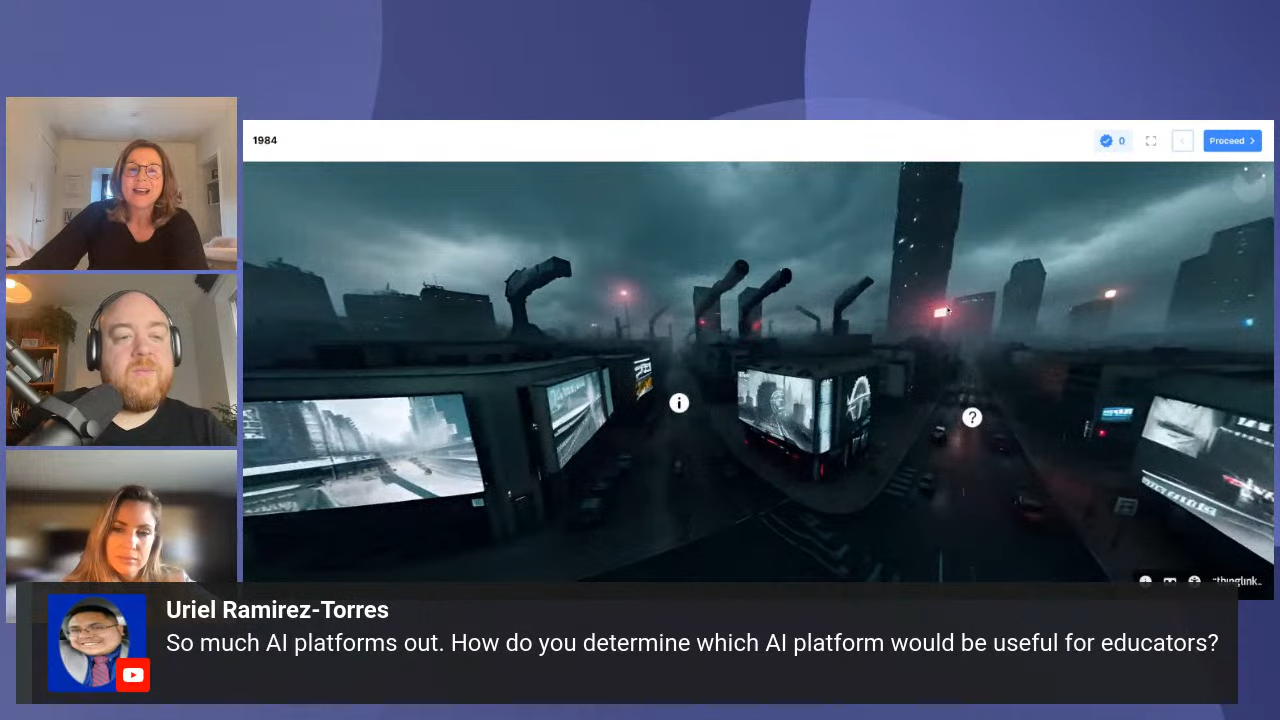 1984
0
Proceed
i
?
"thinglink..
Uriel Ramirez-Torres
So much AI platforms out. How do you determine which AI platform would be useful for educators?